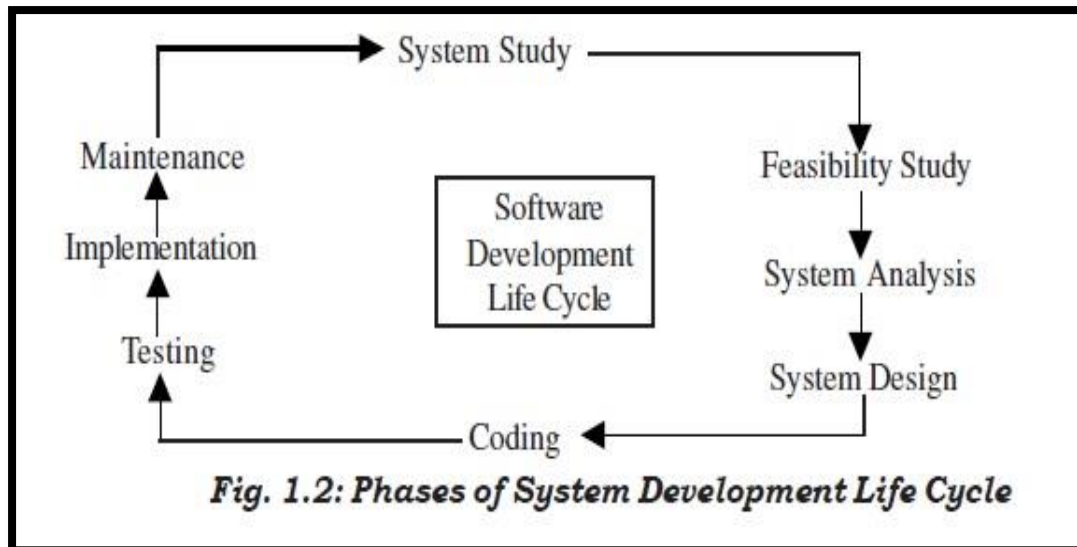 System Study
Feasibility Study
System Analysis
System Design
Coding
Testing
Implementation
Maintenance
Software
Development
Life Cycle
Fig. 1.2: Phases of System Development Life Cycle